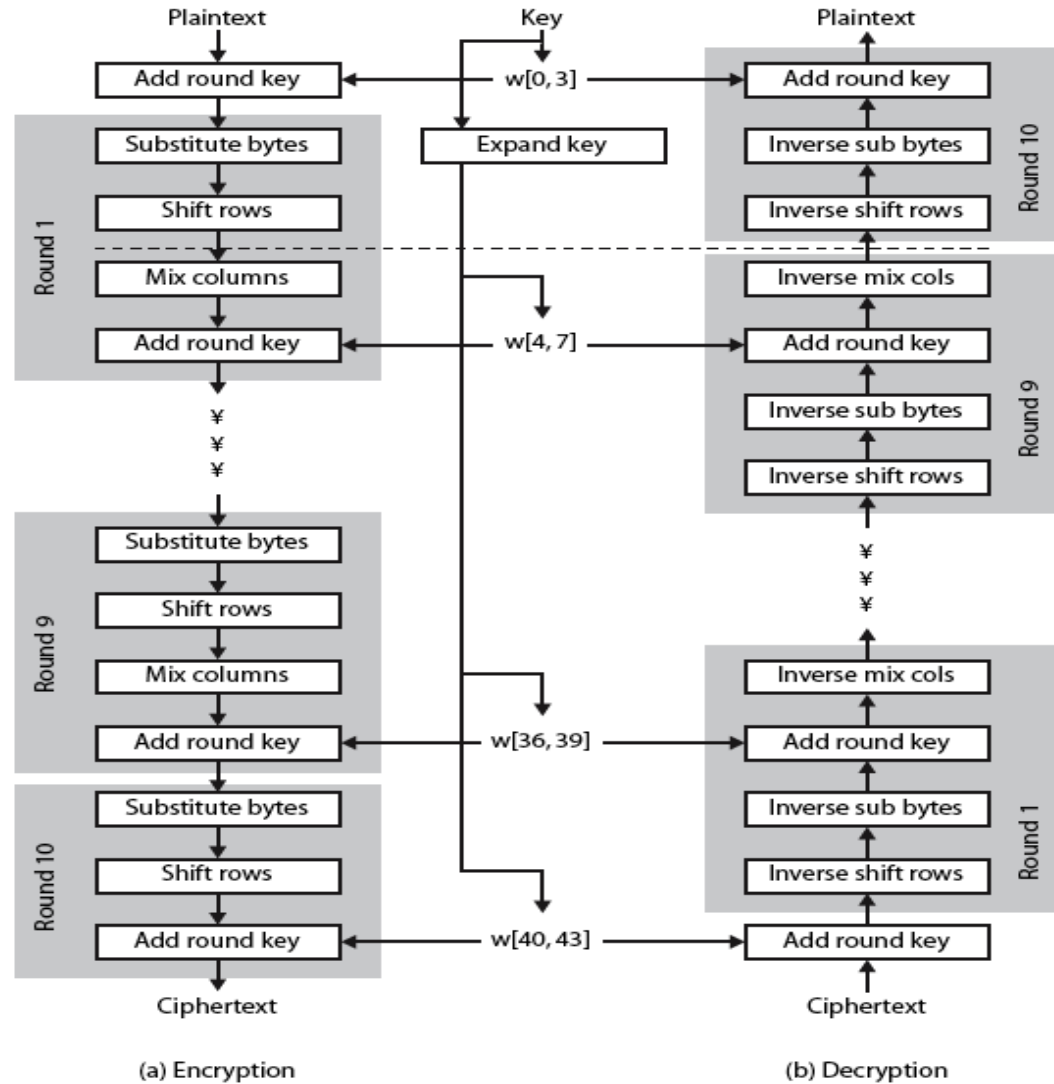 Plaintext
Key
Plaintext
Add round key
w[0, 3]
Add round key
Substitute bytes
Expand key
Inverse sub bytes
Round 1
Round 10
Shift rows
Inverse shift rows
Mix columns
Inverse mix cols
Add round key
w[4, 7]
Add round key
Round 9
Inverse sub bytes
¥
¥
¥
Inverse shift rows
Substitute bytes
¥
¥
¥
Shift rows
Round 9
Mix columns
Inverse mix cols
Add round key
w[36, 39]
Add round key
Substitute bytes
Inverse sub bytes
Round 1
Round 10
Shift rows
Inverse shift rows
Add round key
w[40, 43]
Add round key
Ciphertext
Ciphertext
(a) Encryption
(b) Decryption